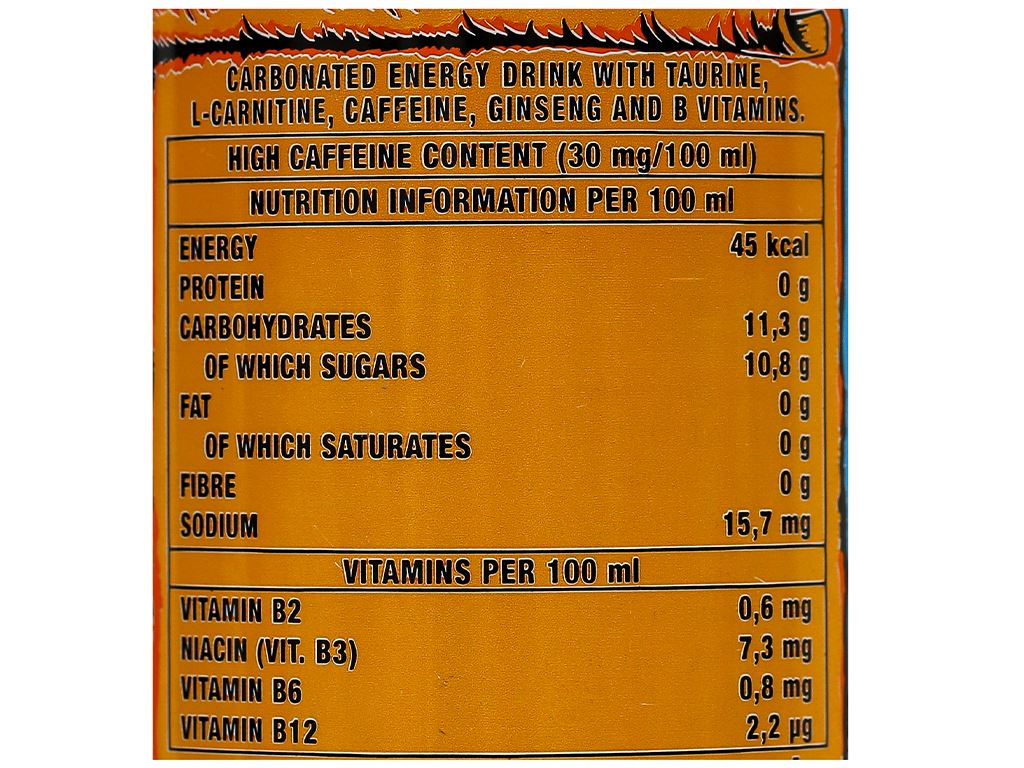 CARBONATED ENERGY DRINK WITH TAURINE,
L-CARNITINE, CAFFEINE, GINSENG AND B VITAMINS.
HIGH CAFFEINE CONTENT (30 mg/100 ml)
NUTRITION INFORMATION PER 100 ml
ENERGY 45 kcal
PROTEIN 0 g
CARBOHYDRATES 11,3 g
OF WHICH SUGARS 10,8 g
FAT 0 g
OF WHICH SATURATES 0 g
FIBRE 0 g
SODIUM 15,7 mg
VITAMINS PER 100 ml
VITAMIN B2 0,6 mg
NIACIN (VIT. B3) 7,3 mg
VITAMIN B6 0,8 mg
VITAMIN B12 2,2 µg